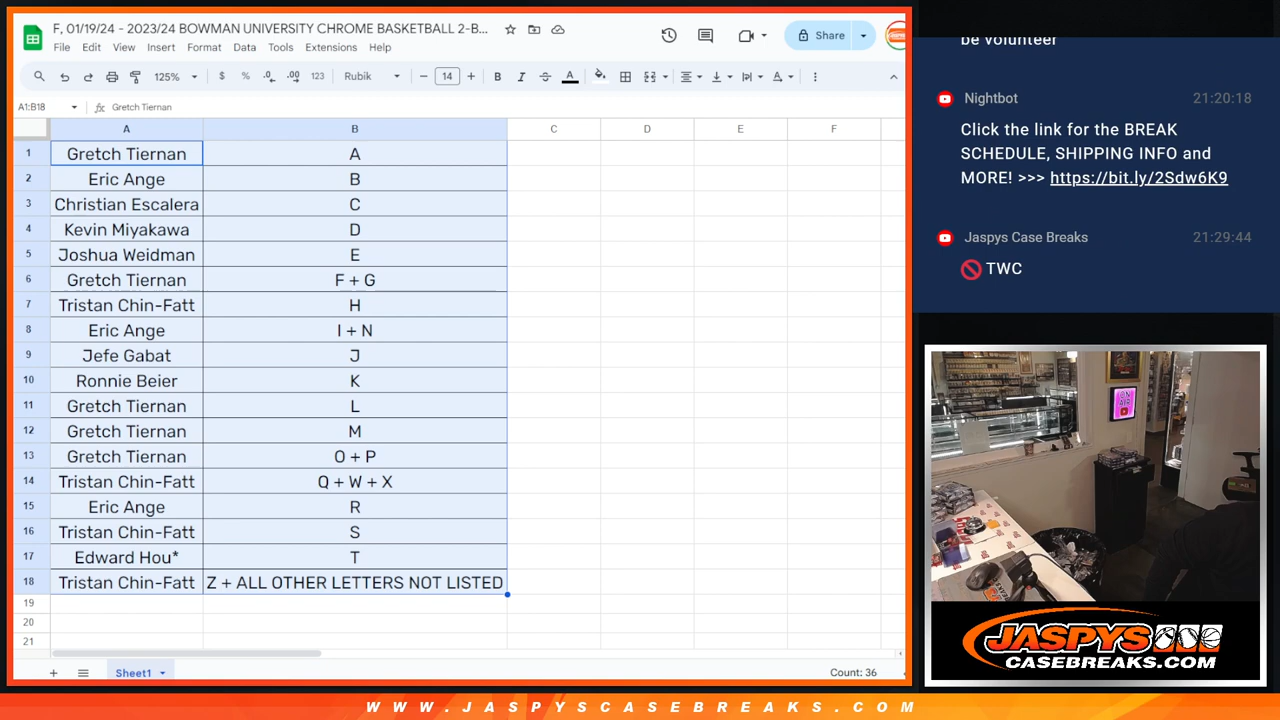 F, 01/19/24 - 2023/24 BOWMAN UNIVERSITY CHROME BASKETBALL 2-B...
File Edit View Insert Format Data Tools Extensions Help
Share
125% $ % .0 .00 123 Rubik 14 B I A
A1:B18 fx Gretch Tiernan
A B C D E F
1 Gretch Tiernan A
2 Eric Ange B
3 Christian Escalera C
4 Kevin Miyakawa D
5 Joshua Weidman E
6 Gretch Tiernan F + G
7 Tristan Chin-Fatt H
8 Eric Ange I + N
9 Jefe Gabat J
10 Ronnie Beier K
11 Gretch Tiernan L
12 Gretch Tiernan M
13 Gretch Tiernan O + P
14 Tristan Chin-Fatt Q + W + X
15 Eric Ange R
16 Tristan Chin-Fatt S
17 Edward Hou* T
18 Tristan Chin-Fatt Z + ALL OTHER LETTERS NOT LISTED
19
20
21
Sheet1 Count: 36
be volunteer
Nightbot 21:20:18
Click the link for the BREAK
SCHEDULE, SHIPPING INFO and
MORE! >>> https://bit.ly/2Sdw6K9
Jaspys Case Breaks 21:29:44
🚫 TWC
ON
AIR
JASPYS
CASEBREAKS.COM
WWW.JASPYSCASEBREAKS.COM